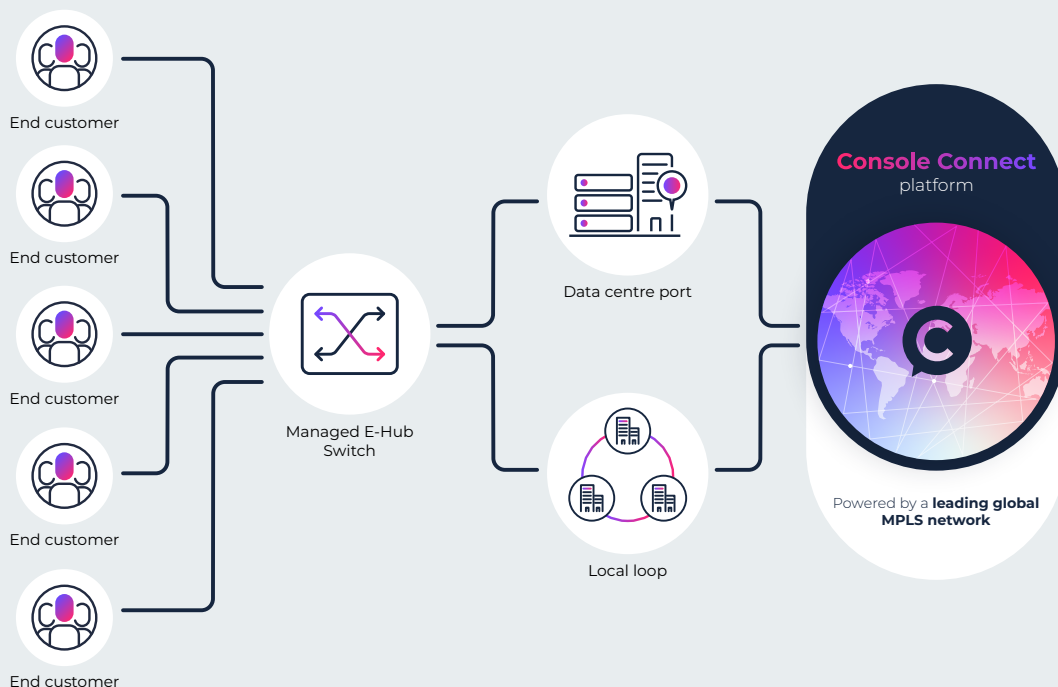 End customer
End customer
End customer
End customer
End customer
Managed E-Hub
Switch
Data centre port
Local loop
Console Connect
platform
Powered by a leading global
MPLS network